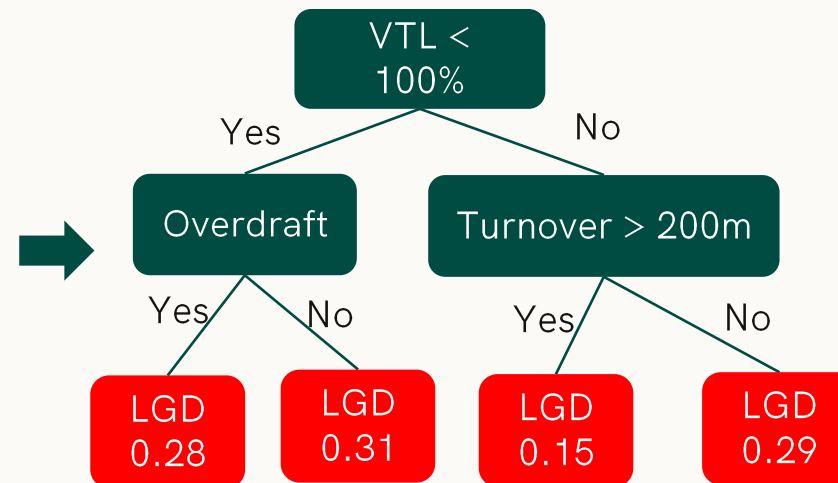 VTL <
100%
Yes
No
Overdraft
Turnover > 200m
Yes
No
Yes
No
LGD
0.28
LGD
0.31
LGD
0.15
LGD
0.29